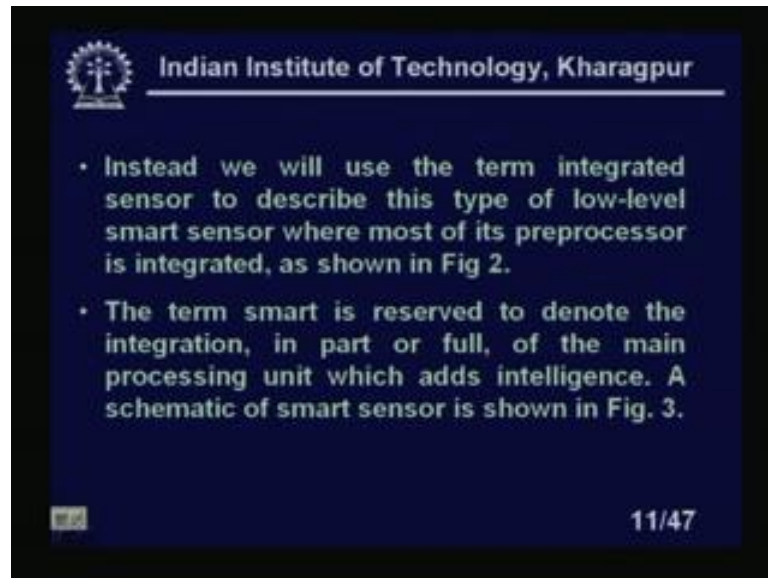 Indian Institute of Technology, Kharagpur
• Instead we will use the term integrated
sensor to describe this type of low-level
smart sensor where most of its preprocessor
is integrated, as shown in Fig 2.
• The term smart is reserved to denote the
integration, in part or full, of the main
processing unit which adds intelligence. A
schematic of smart sensor is shown in Fig. 3.
11/47